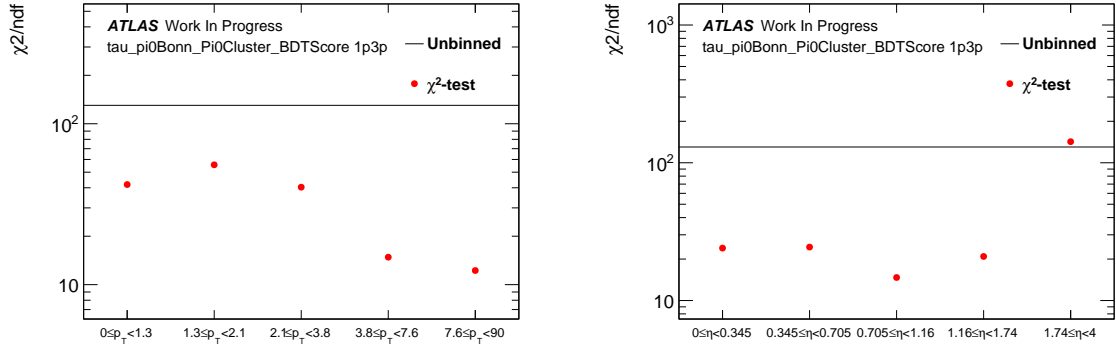 χ2/ndf
ATLAS Work In Progress
tau_pi0Bonn_Pi0Cluster_BDTScore 1p3p
Unbinned
χ²-test
10²
10
0≤p_T<1.3 1.3≤p_T<2.1 2.1≤p_T<3.8 3.8≤p_T<7.6 7.6≤p_T<90
χ2/ndf
ATLAS Work In Progress
tau_pi0Bonn_Pi0Cluster_BDTScore 1p3p
Unbinned
χ²-test
10³
10²
10
0≤η<0.345 0.345≤η<0.705 0.705≤η<1.16 1.16≤η<1.74 1.74≤η<4